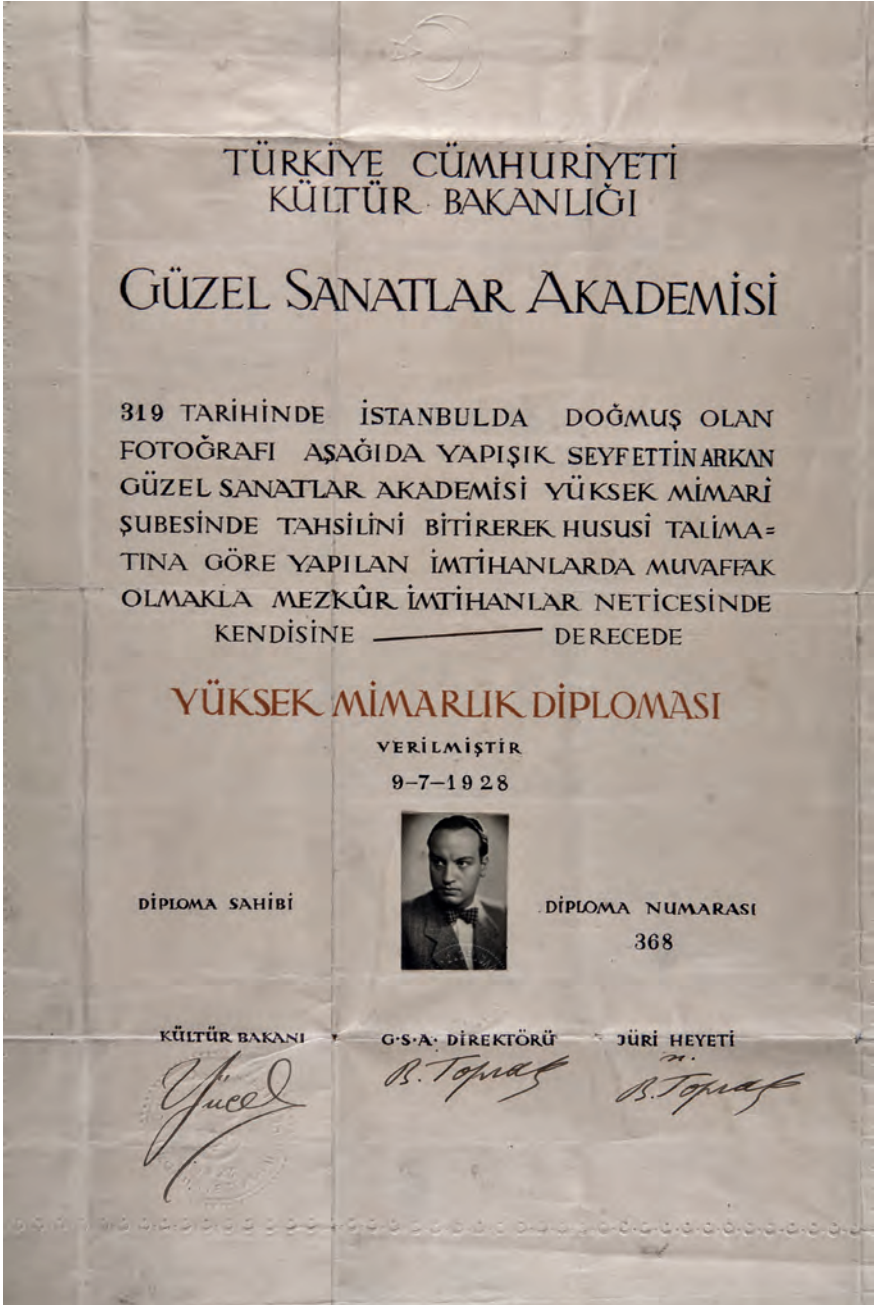 TÜRKİYE CÜMHURİYETİ
KÜLTÜR BAKANLIĞI
GÜZEL SANATLAR AKADEMİSİ
319 TARİHİNDE İSTANBULDA DOĞMUŞ OLAN
FOTOĞRAFI AŞAĞIDA YAPIŞIK SEYFETTİN ARKAN
GÜZEL SANATLAR AKADEMİSİ YÜKSEK MİMARİ
ŞUBESİNDE TAHSİLİNİ BİTİREREK HUSUSİ TALİMA=
TINA GÖRE YAPILAN İMTİHANLARDA MUVAFFAK
OLMAKLA MEZKÛR İMTİHANLAR NETİCESİNDE
KENDİSİNE ——— DERECEDE
YÜKSEK MİMARLIK DİPLOMASI
VERİLMİŞTİR
9-7-1928
DİPLOMA SAHİBİ
DİPLOMA NUMARASI
368
KÜLTÜR BAKANI G·S·A· DİREKTÖRÜ JÜRİ HEYETİ
Yücel B. Toprak n. B. Toprak